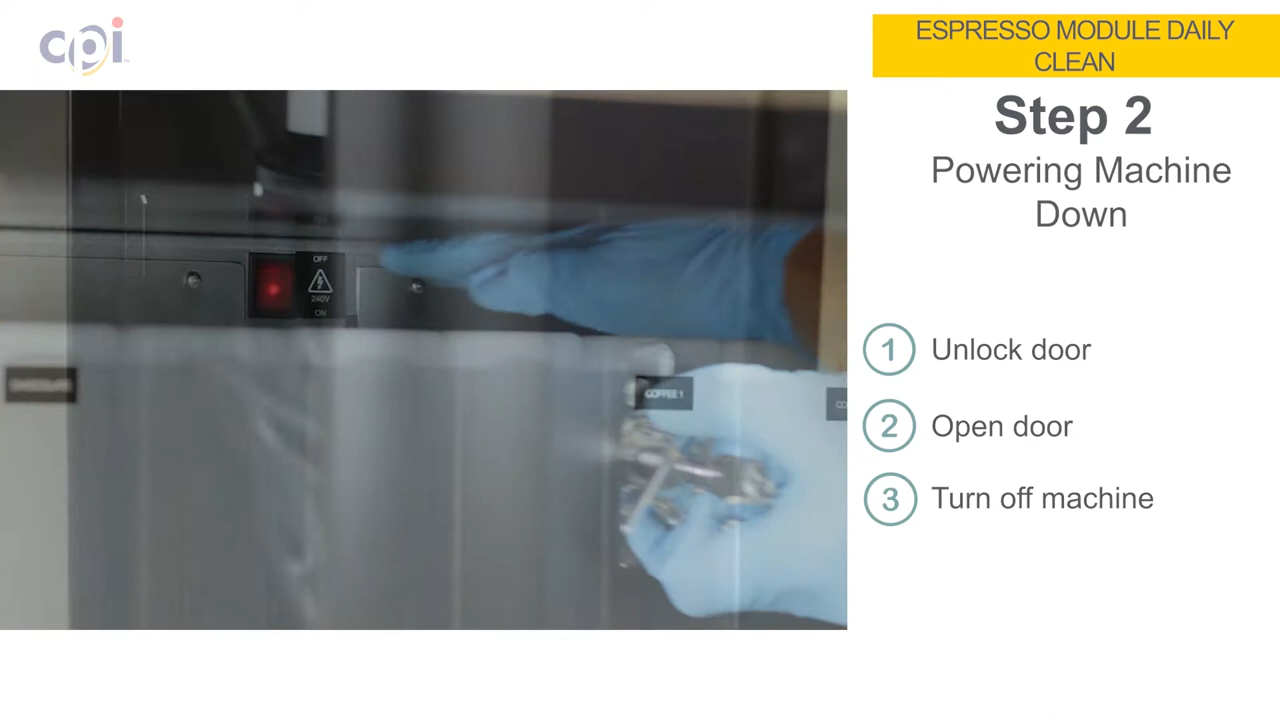 cpi
ESPRESSO MODULE DAILY
CLEAN
Step 2
Powering Machine
Down
OFF
240V
ON
COFFEE 1
CO
1 Unlock door
2 Open door
3 Turn off machine